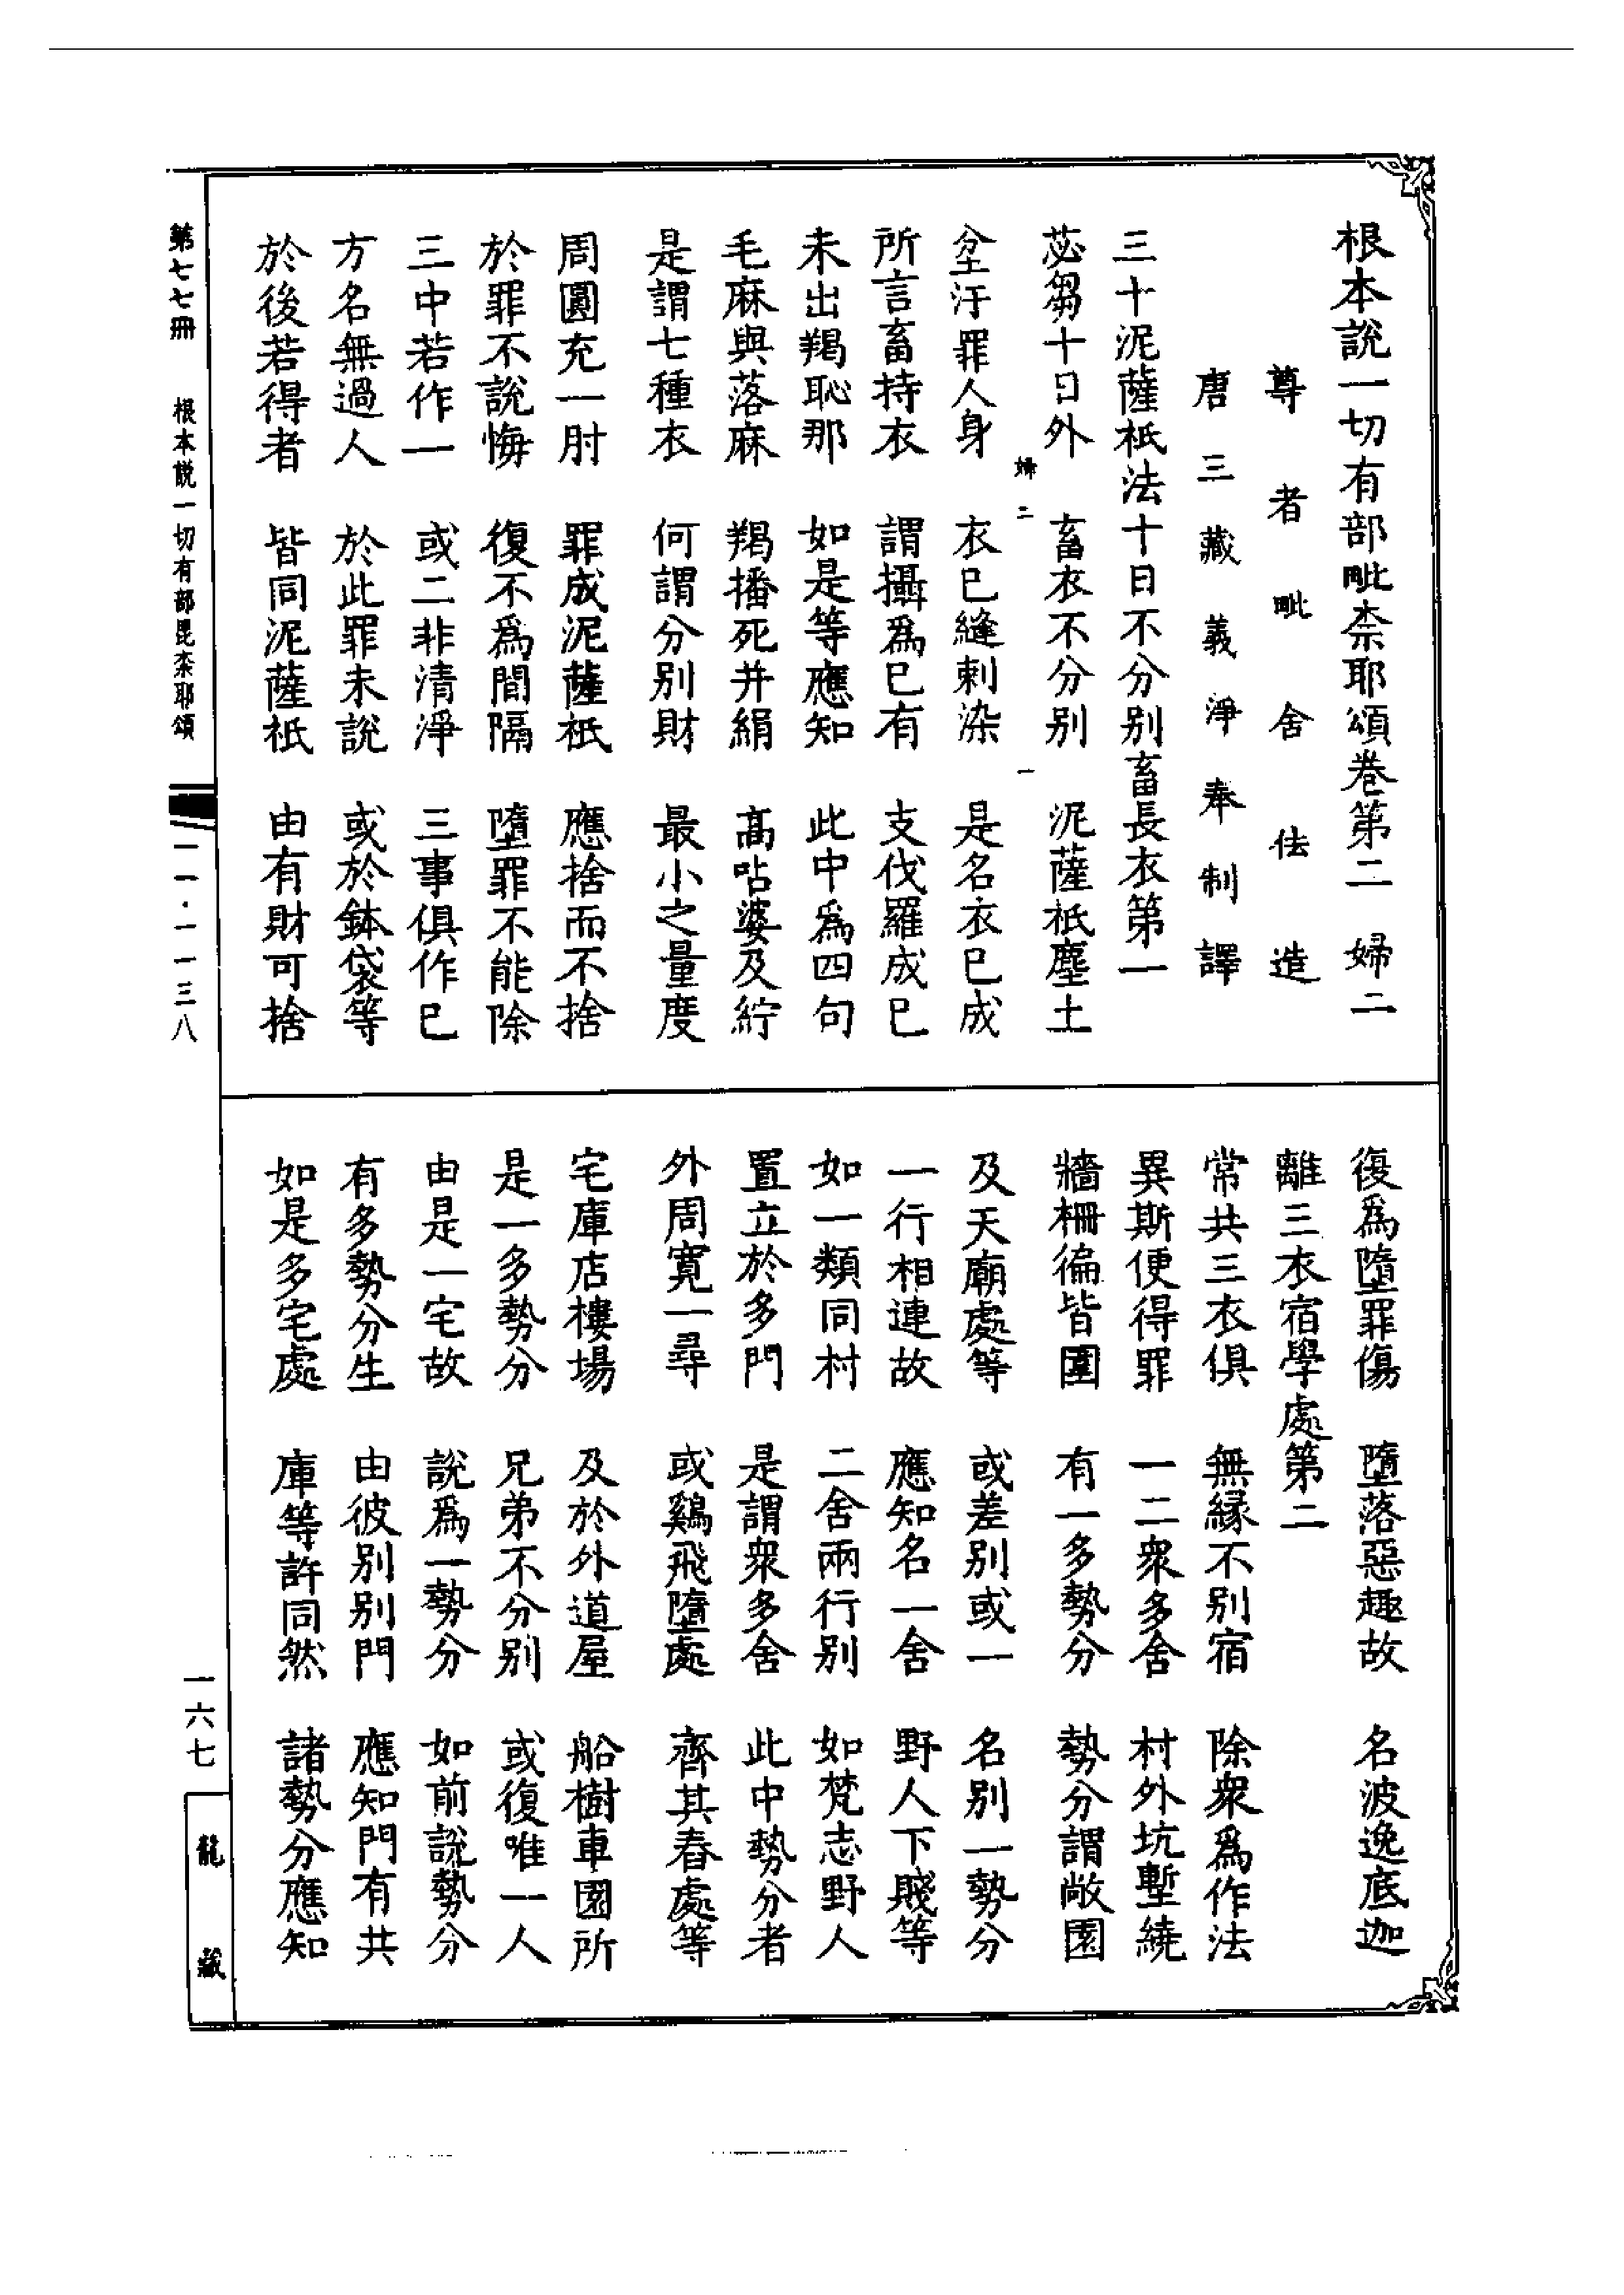 根本說一切有部毗奈耶頌卷第二　婦二
尊者毗舍佉造
唐三藏義淨奉制譯
三十泥薩祇法十日不分別畜長衣第一
苾芻十日外　畜衣不分別　泥薩祇塵土
婦二　一
坌汙罪人身　衣已縫刺染　是名衣已成
所言畜持衣　謂攝為已有　支伐羅成已
未出羯恥那　如是等應知　此中為四句
毛麻與落麻　羯播死并絹　高呫婆及紵
是謂七種衣　何謂分別財　最小之量度
周圓充一肘　罪成泥薩祇　應捨而不捨
於罪不說悔　復不為間隔　墮罪不能除
三中若作一　或二非清淨　三事俱作已
方名無過人　於此罪未說　或於鉢袋等
於後若得者　皆同泥薩祇　由有財可捨
復為墮罪傷　墮落惡趣故　名波逸底迦
離三衣宿學處第二
常共三衣俱　無緣不別宿　除眾為作法
異斯便得罪　一二眾多舍　村外坑塹繞
牆柵徧皆圍　有一多勢分　勢分謂敞園
及天廟處等　或差別或一　名別一勢分
一行相連故　應知名一舍　野人下賤等
如一類同村　二舍兩行別　如梵志野人
置立於多門　是謂眾多舍　此中勢分者
外周寬一尋　或鷄飛墮處　齊其舂處等
宅庫店樓場　及於外道屋　船樹車園所
是一多勢分　兄弟不分別　或復唯一人
由是一宅故　說為一勢分　如前說勢分
有多勢分生　由彼別別門　應知門有共
如是多宅處　庫等許同然　諸勢分應知
第七七冊　根本説一切有部毘奈耶頌　一一·一一三八　一六七
龍藏